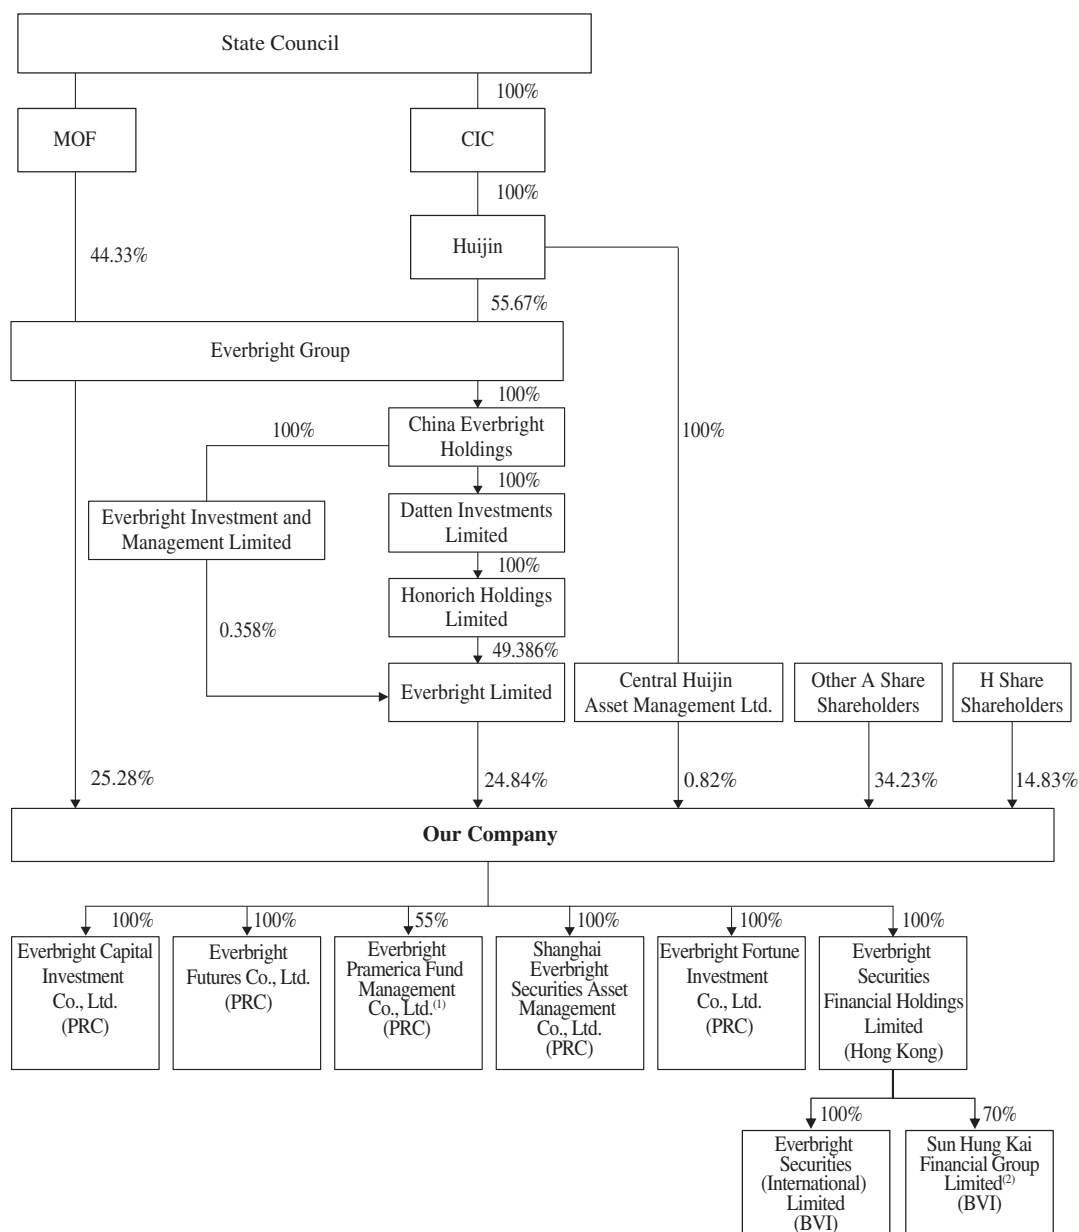 State Council
100%
MOF
CIC
100%
Huijin
44.33%
55.67%
Everbright Group
100%
China Everbright
Holdings
100%
100%
100%
Everbright Investment and
Management Limited
Datten Investments
Limited
100%
Honorich Holdings
Limited
0.358%
49.386%
Everbright Limited
Central Huijin
Asset Management Ltd.
Other A Share
Shareholders
H Share
Shareholders
25.28%
24.84%
0.82%
34.23%
14.83%
Our Company
100%
100%
55%
100%
100%
100%
Everbright Capital
Investment
Co., Ltd.
(PRC)
Everbright
Futures Co., Ltd.
(PRC)
Everbright
Pramerica Fund
Management
Co., Ltd.(1)
(PRC)
Shanghai
Everbright
Securities Asset
Management
Co., Ltd.
(PRC)
Everbright Fortune
Investment
Co., Ltd.
(PRC)
Everbright
Securities
Financial Holdings
Limited
(Hong Kong)
100%
70%
Everbright
Securities
(International)
Limited
(BVI)
Sun Hung Kai
Financial Group
Limited(2)
(BVI)